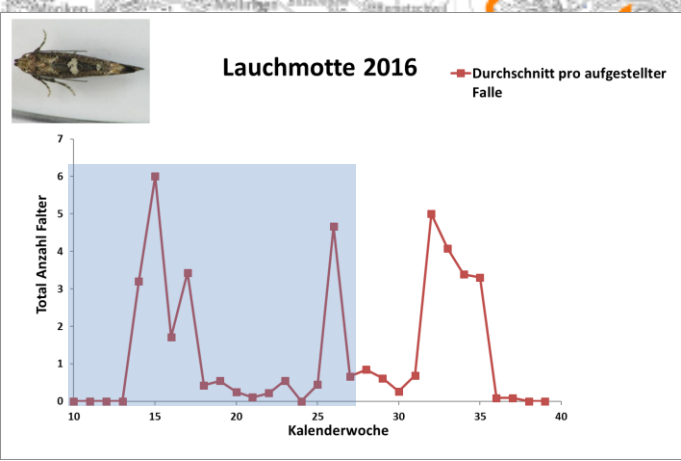 Lauchmotte 2016
Durchschnitt pro aufgestellter
Falle
Total Anzahl Falter
7
6
5
4
3
2
1
0
10 15 20 25 30 35 40
Kalenderwoche